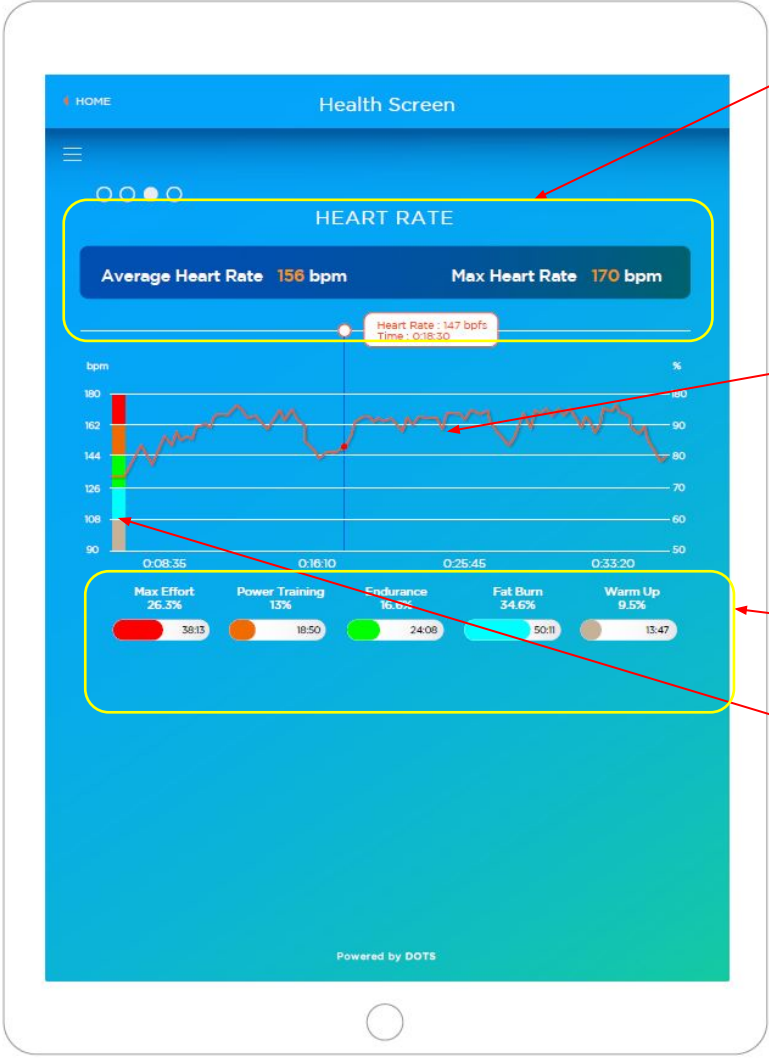 HOME
Health Screen
HEART RATE
Average Heart Rate 156 bpm Max Heart Rate 170 bpm
Heart Rate : 147 bpfs
Time : 0:18:30
bpm %
180 180
162 90
144 80
126 70
108 60
90 50
0:08:35 0:16:10 0:25:45 0:33:20
Max Effort Power Training Endurance Fat Burn Warm Up
26.3% 13% 16.6% 34.6% 9.5%
38:13 18:50 24:08 50:11 13:47
Powered by DOTS